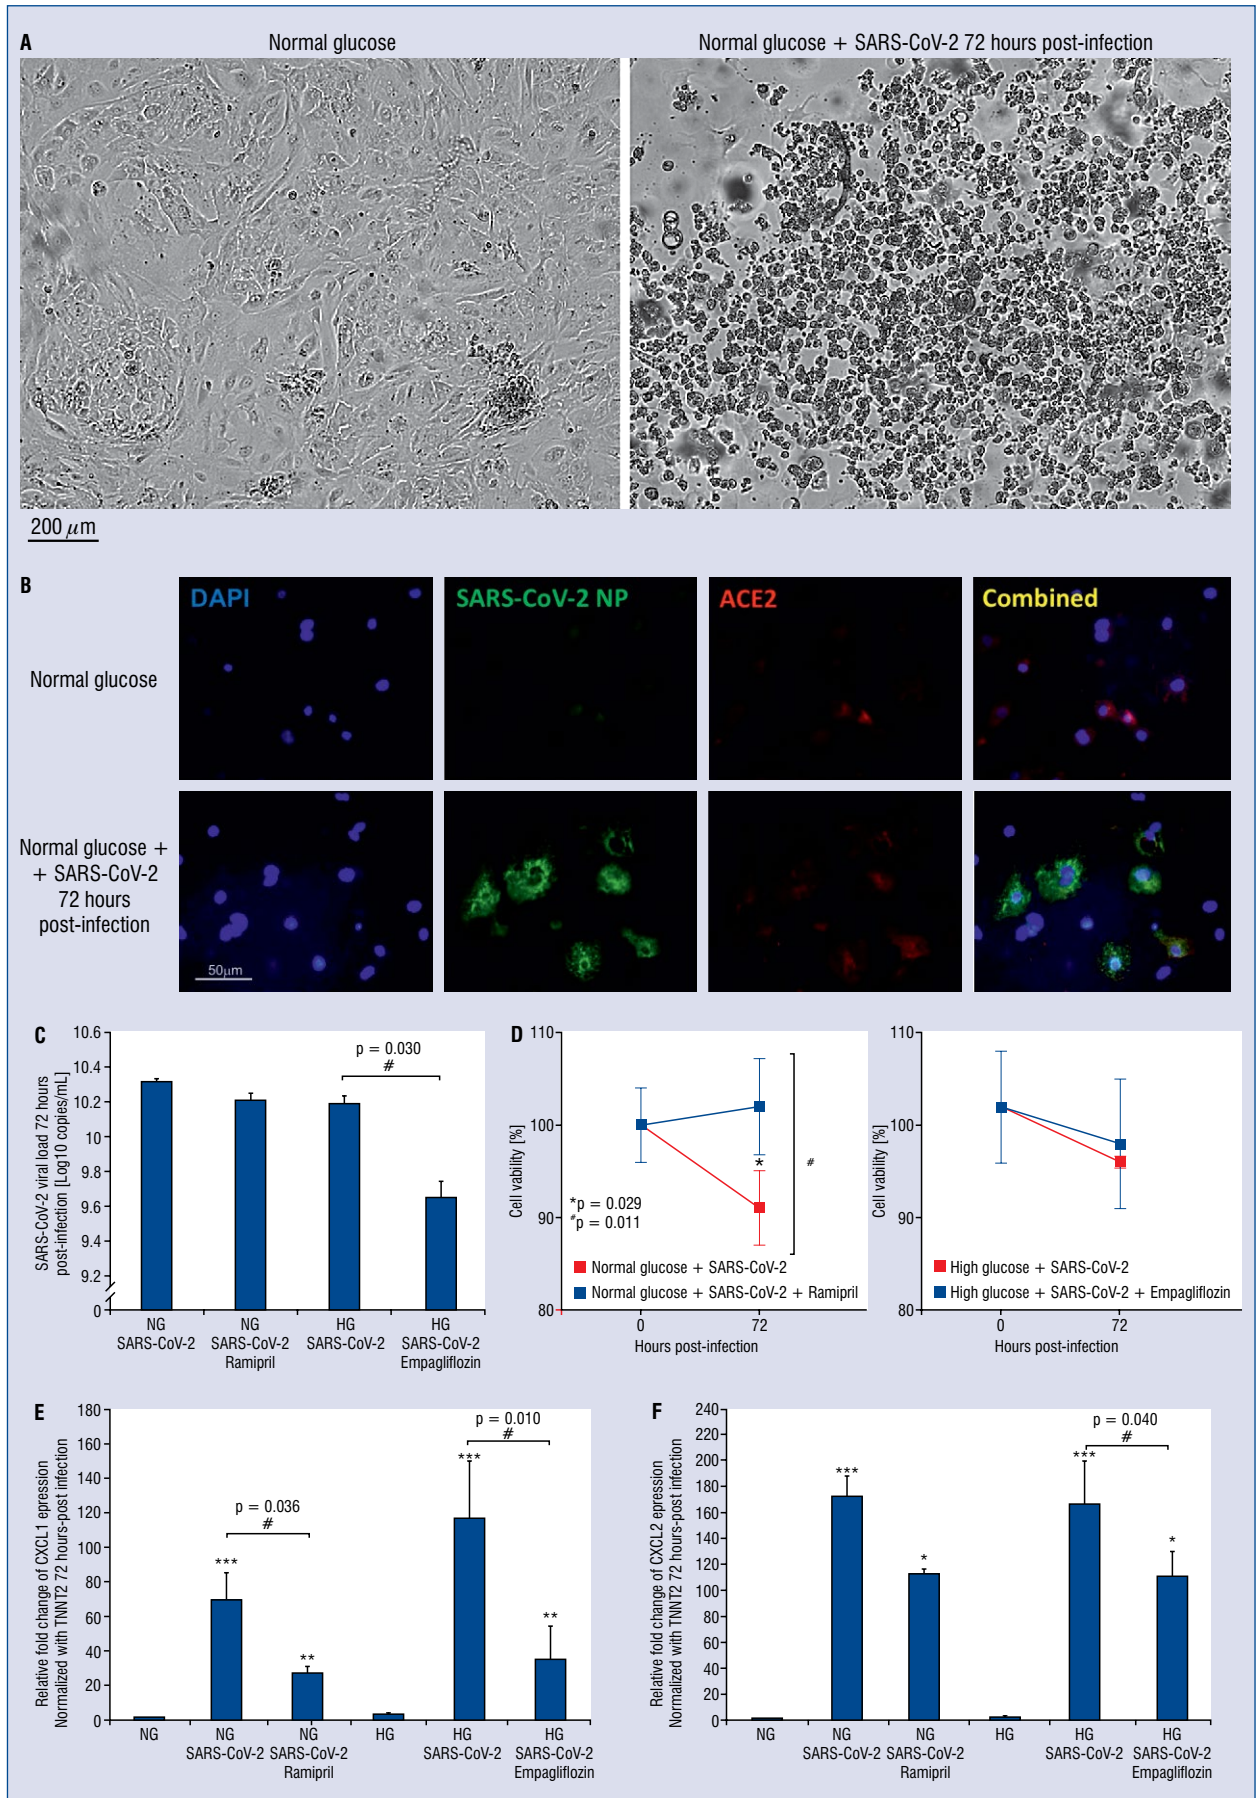 A
Normal glucose
Normal glucose + SARS-CoV-2 72 hours post-infection
200 µm
B
DAPI
SARS-CoV-2 NP
ACE2
Combined
Normal glucose
Normal glucose +
+ SARS-CoV-2
72 hours
post-infection
50µm
C
SARS-CoV-2 viral load 72 hours
post-infection [Log10 copies/mL]
10.6
10.4
10.2
10
9.8
9.6
9.4
9.2
0
p = 0.030
#
NG
SARS-CoV-2
NG
SARS-CoV-2
Ramipril
HG
SARS-CoV-2
HG
SARS-CoV-2
Empagliflozin
D
Cell viability [%]
110
100
90
80
*
#
*p = 0.029
#p = 0.011
Normal glucose + SARS-CoV-2
Normal glucose + SARS-CoV-2 + Ramipril
0
72
Hours post-infection
Cell viability [%]
110
100
90
80
High glucose + SARS-CoV-2
High glucose + SARS-CoV-2 + Empagliflozin
0
72
Hours post-infection
E
Relative fold change of CXCL1 epression
Normalized with TNNT2 72 hours-post infection
180
160
140
120
100
80
60
40
20
0
p = 0.036
#
p = 0.010
#
***
**
***
**
NG
NG
SARS-CoV-2
NG
SARS-CoV-2
Ramipril
HG
HG
SARS-CoV-2
HG
SARS-CoV-2
Empagliflozin
F
Relative fold change of CXCL2 epression
Normalized with TNNT2 72 hours-post infection
240
220
200
180
160
140
120
100
80
60
40
20
0
p = 0.040
#
***
*
***
*
NG
NG
SARS-CoV-2
NG
SARS-CoV-2
Ramipril
HG
HG
SARS-CoV-2
HG
SARS-CoV-2
Empagliflozin